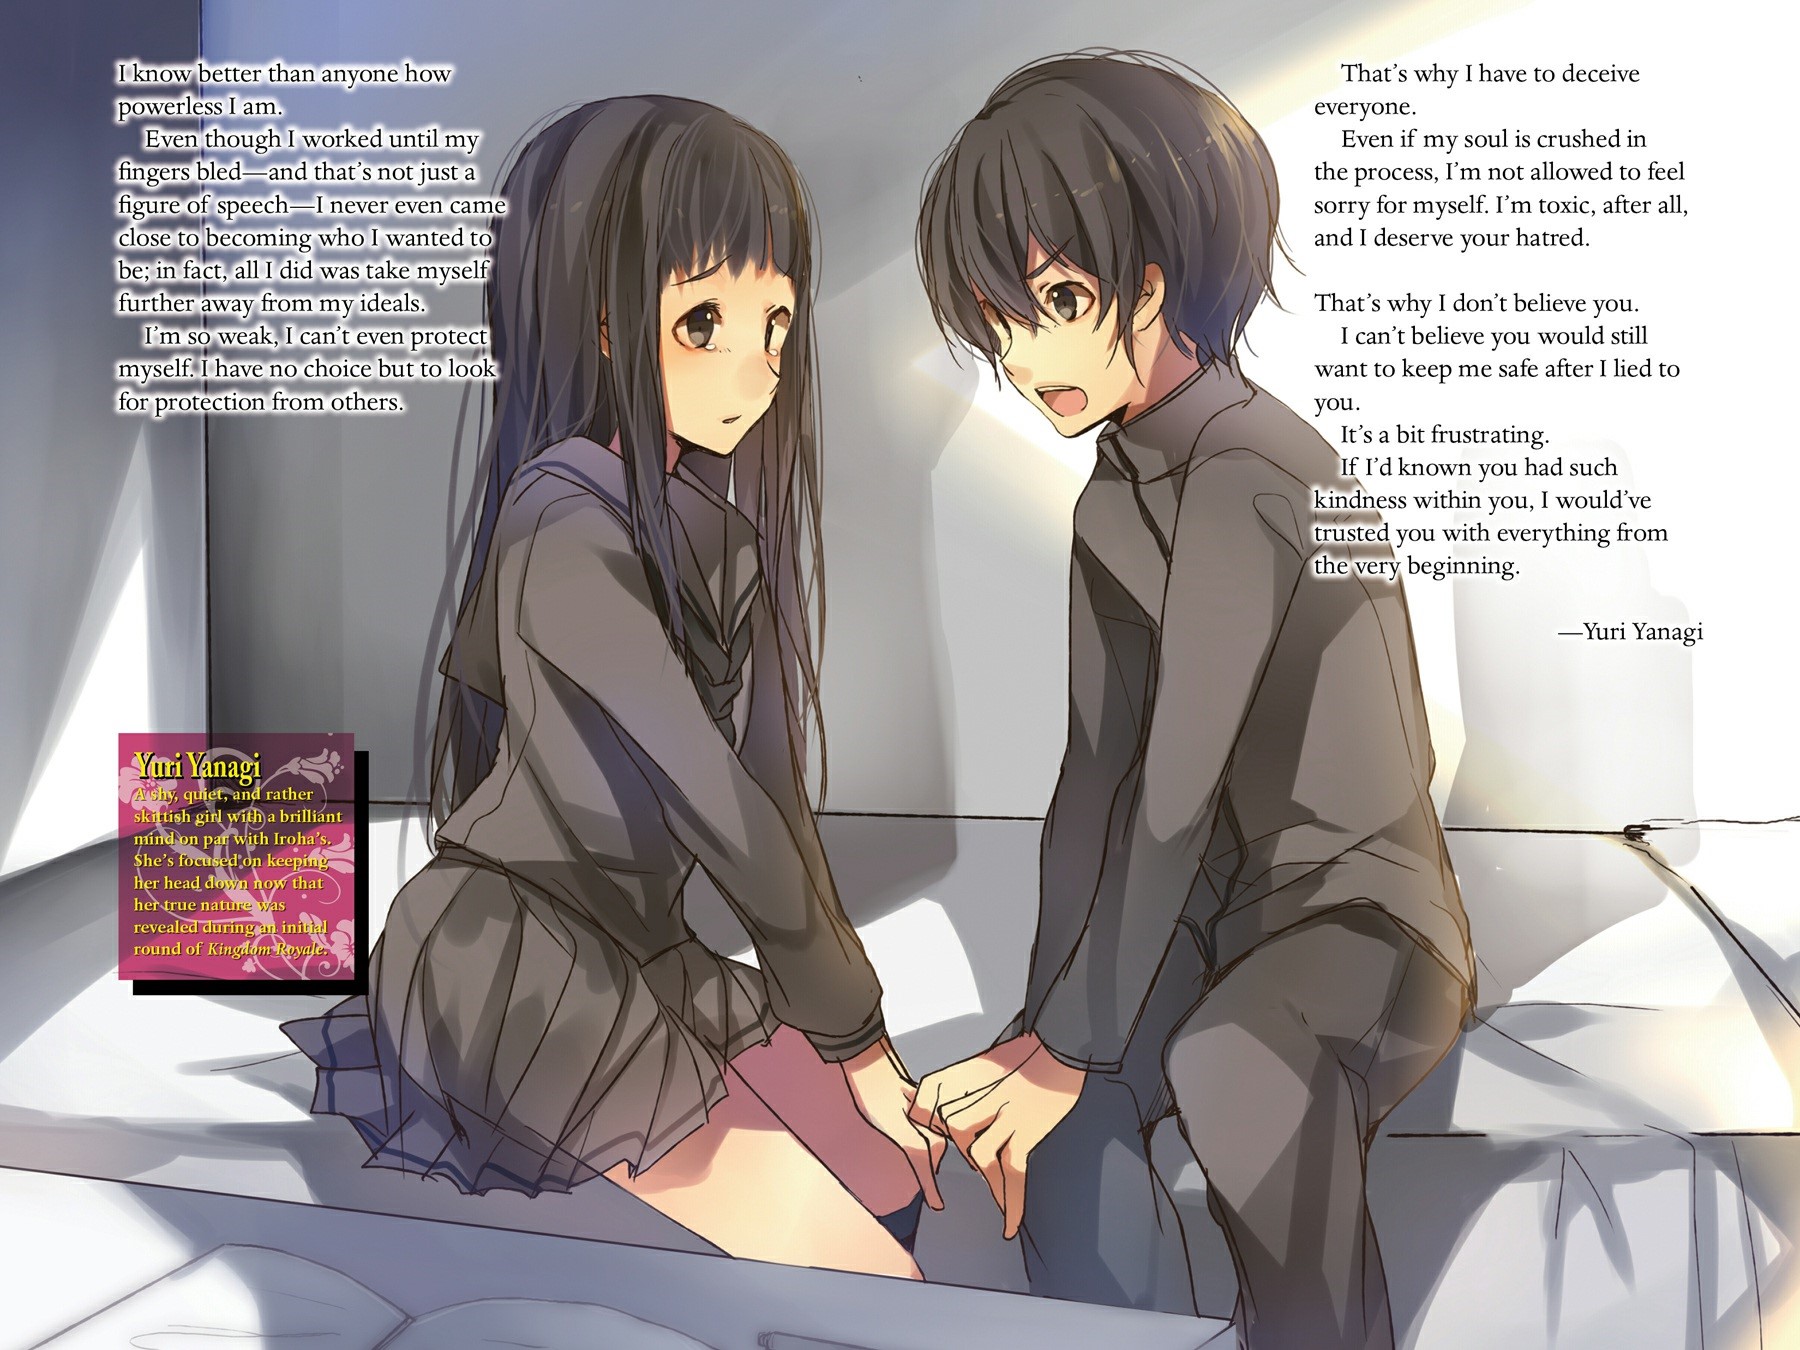 I know better than anyone how
powerless I am.
Even though I worked until my
fingers bled—and that's not just a
figure of speech—I never even came
close to becoming who I wanted to
be; in fact, all I did was take myself
further away from my ideals.
I'm so weak, I can't even protect
myself. I have no choice but to look
for protection from others.
That's why I have to deceive
everyone.
Even if my soul is crushed in
the process, I'm not allowed to feel
sorry for myself. I'm toxic, after all,
and I deserve your hatred.
That's why I don't believe you.
I can't believe you would still
want to keep me safe after I lied to
you.
It's a bit frustrating.
If I'd known you had such
kindness within you, I would've
trusted you with everything from
the very beginning.
—Yuri Yanagi
Yuri Yanagi
A shy, quiet, and rather
skittish girl with a brilliant
mind on par with Iroha's.
She's focused on keeping
her head down now that
her true nature was
revealed during an initial
round of Kingdom Royale.